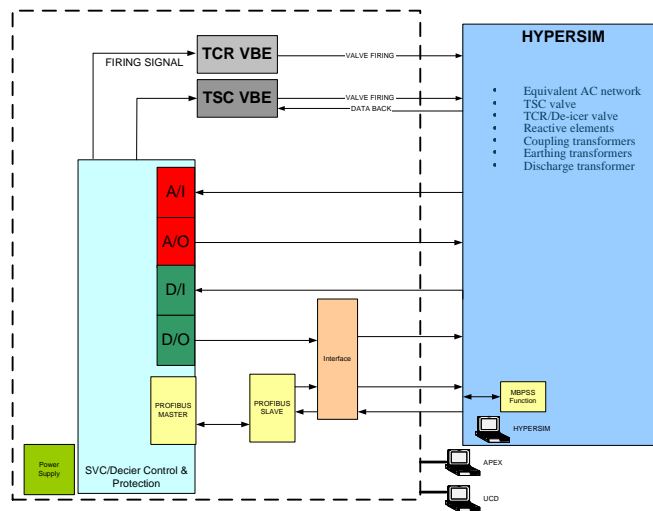 HYPERSIM
TCR VBE
FIRING SIGNAL
VALVE FIRING
TSC VBE
VALVE FIRING
DATA BACK
Equivalent AC network
TSC valve
TCR/De-icer valve
Reactive elements
Coupling transformers
Earthing transformers
Discharge transformer
A/I
A/O
D/I
D/O
Interface
PROFIBUS
MASTER
PROFIBUS
SLAVE
MBPSS
Function
HYPERSIM
Power
Supply
SVC/Decier Control &
Protection
APEX
UCD